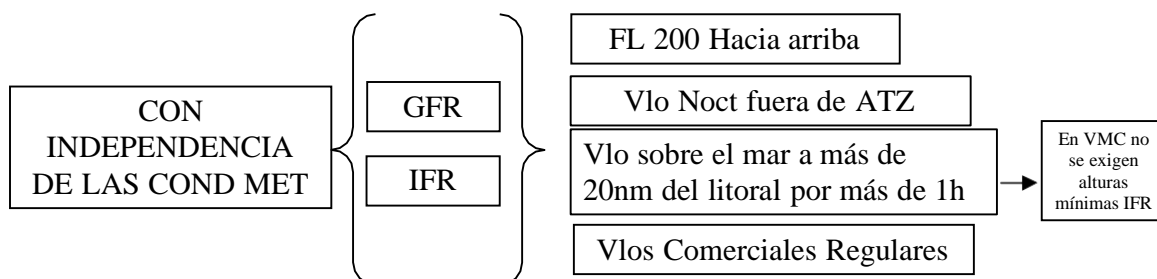 CON
INDEPENDENCIA
DE LAS COND MET
GFR
IFR
FL 200 Hacia arriba
Vlo Noct fuera de ATZ
Vlo sobre el mar a más de
20nm del litoral por más de 1h
Vlos Comerciales Regulares
En VMC no
se exigen
alturas
mínimas IFR